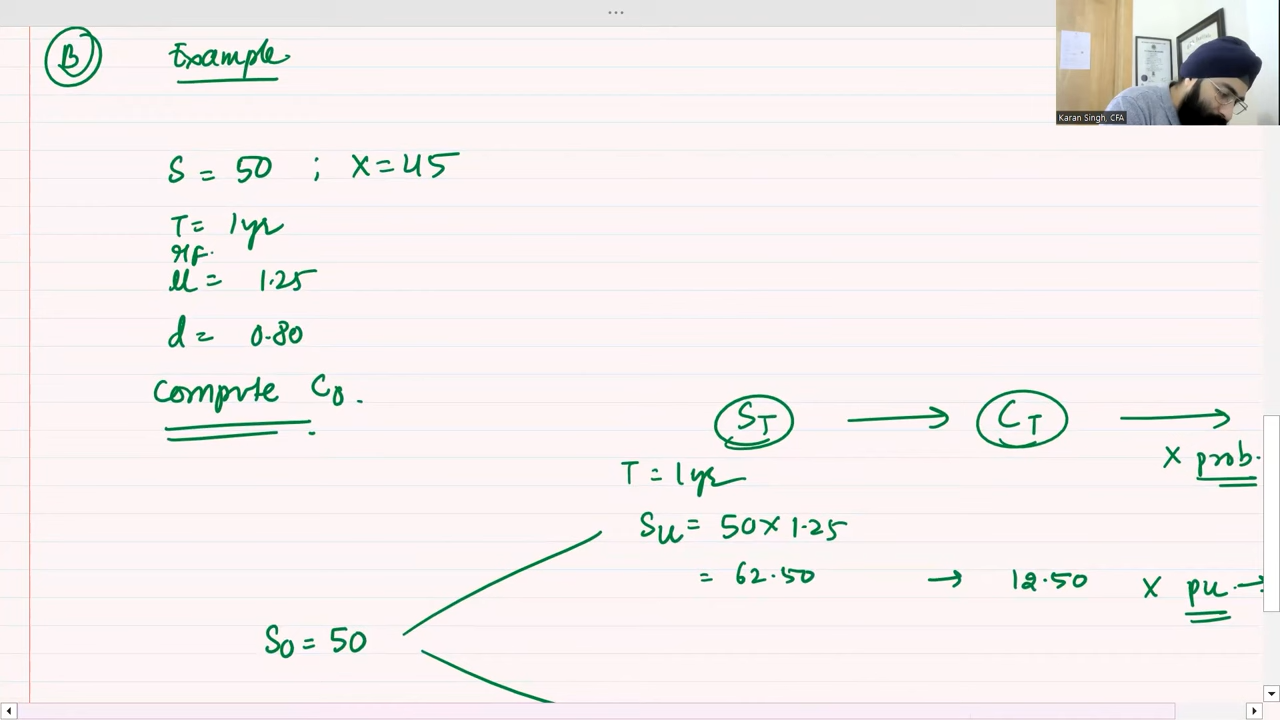 ...
B Example
Karan Singh, CFA
S = 50 ; X = 45
T = 1yr
rf.
u = 1.25
d = 0.80
Compute C0.
ST → CT →
X prob.
T = 1yr
Su = 50 X 1.25
= 62.50 → 12.50 X pu →
S0 = 50